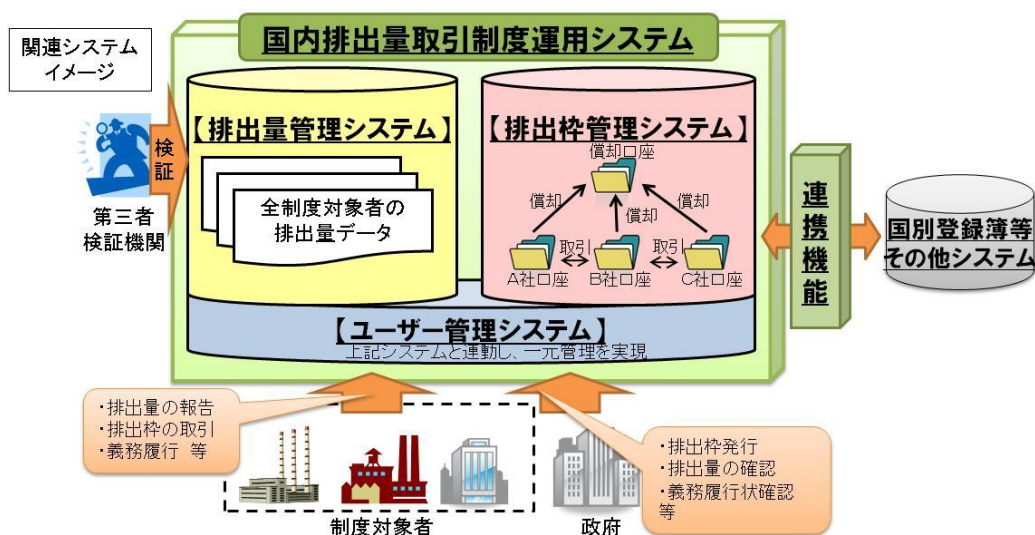 国内排出量取引制度運用システム
関連システム
イメージ
【排出量管理システム】
全制度対象者の
排出量データ
【排出枠管理システム】
償却口座
償却
償却
償却
取引
取引
A社口座
B社口座
C社口座
検証
第三者
検証機関
連携機能
国別登録簿等
その他システム
【ユーザー管理システム】
上記システムと連動し、一元管理を実現
・排出量の報告
・排出枠の取引
・義務履行 等
制度対象者
政府
・排出枠発行
・排出量の確認
・義務履行状確認
等